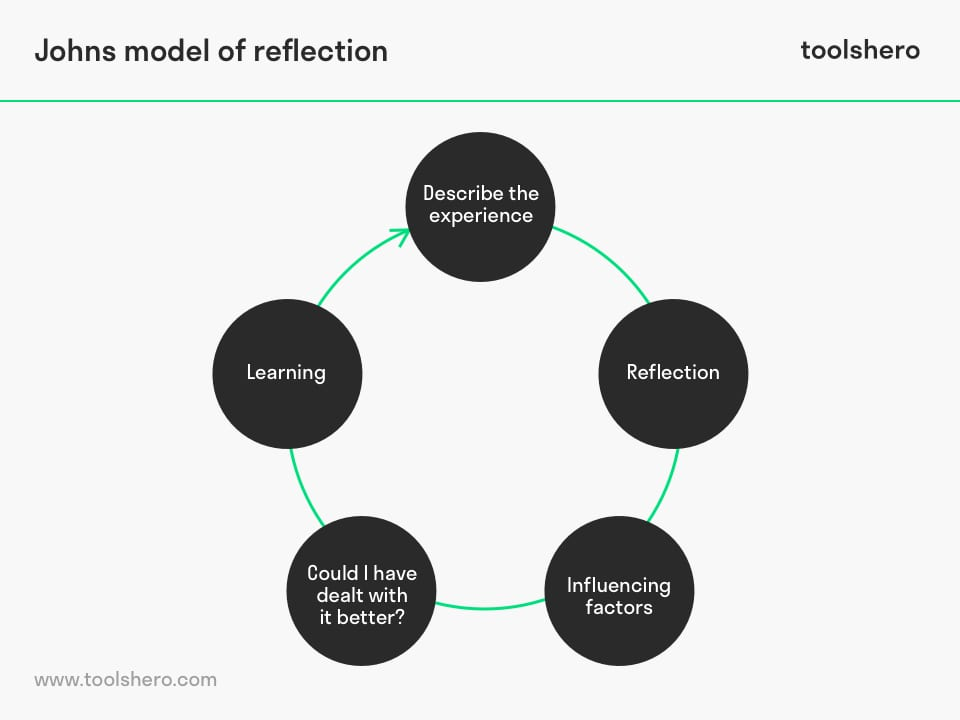 Johns model of reflection
toolshero
Describe the
experience
Reflection
Influencing
factors
Could I have
dealt with
it better?
Learning
www.toolshero.com